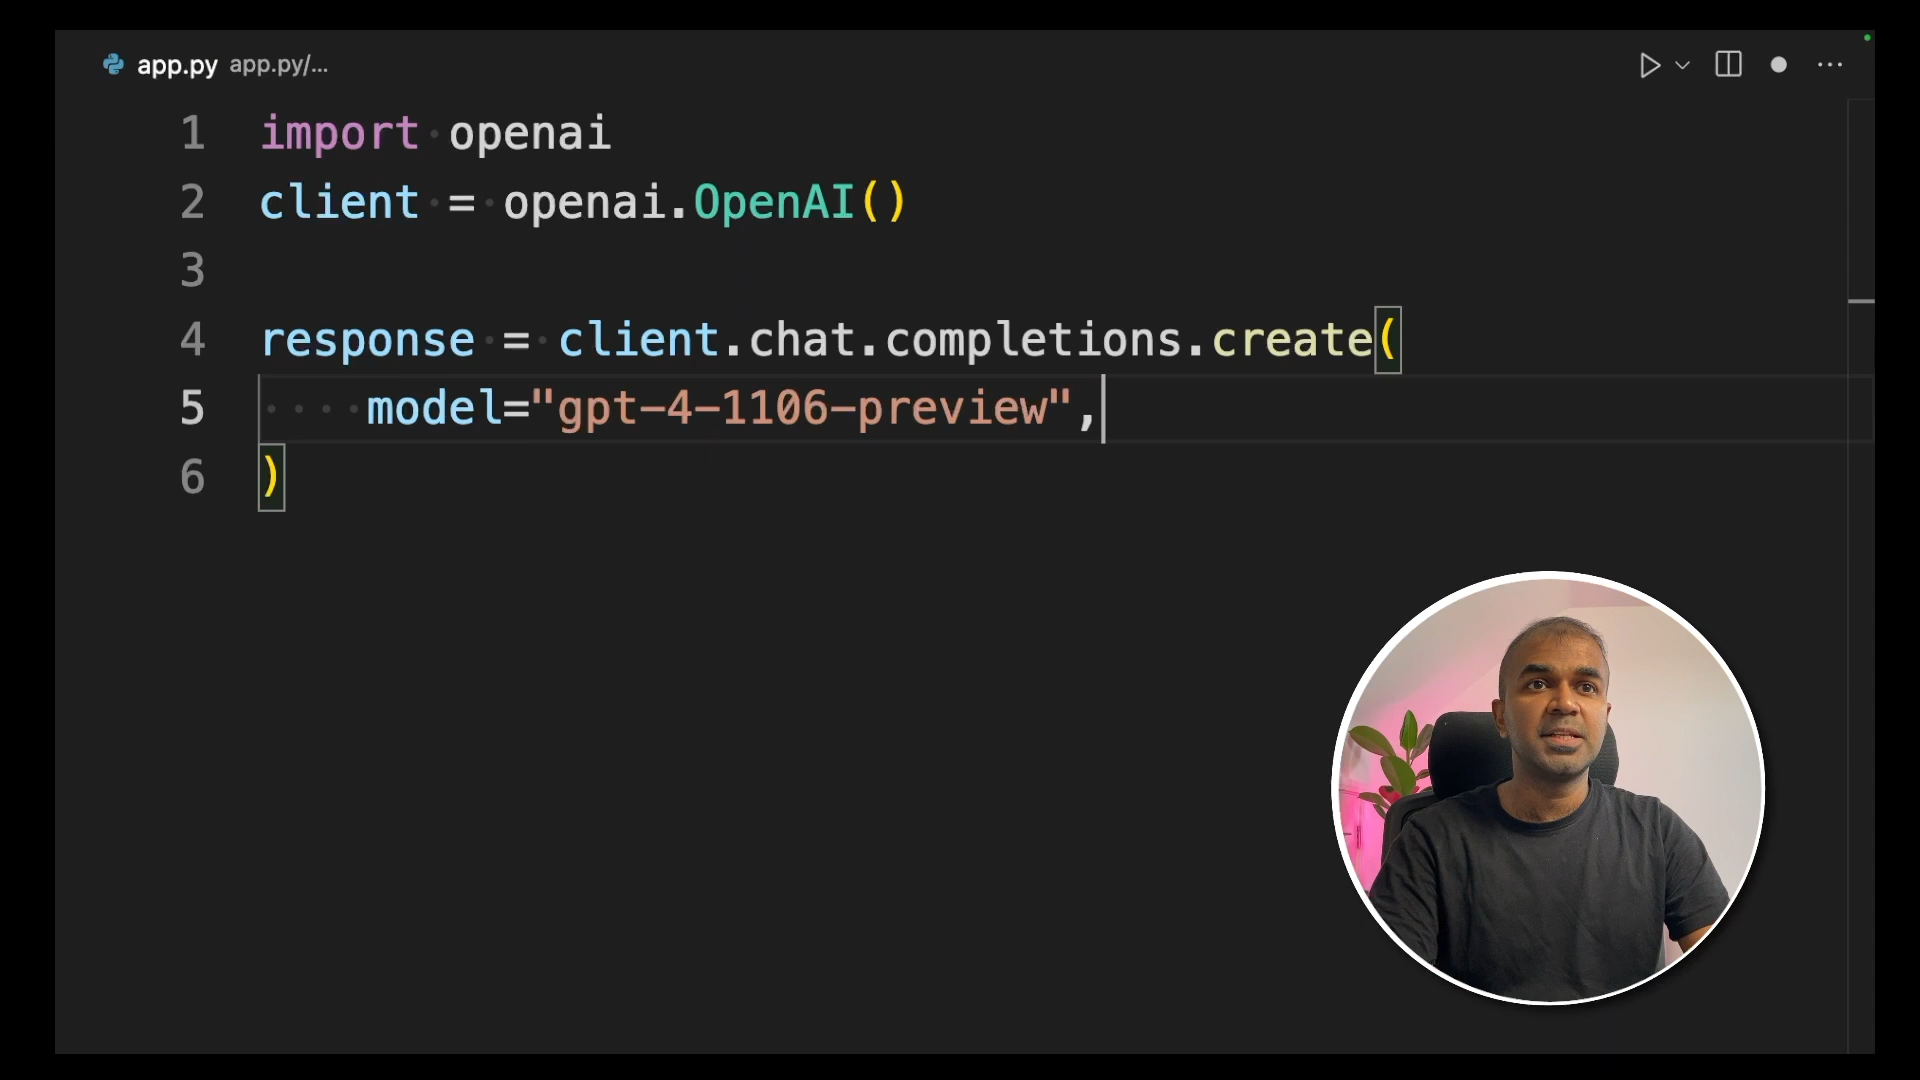 app.py app.py/...
1 import openai
2 client = openai.OpenAI()
3
4 response = client.chat.completions.create(
5 model="gpt-4-1106-preview",
6 )